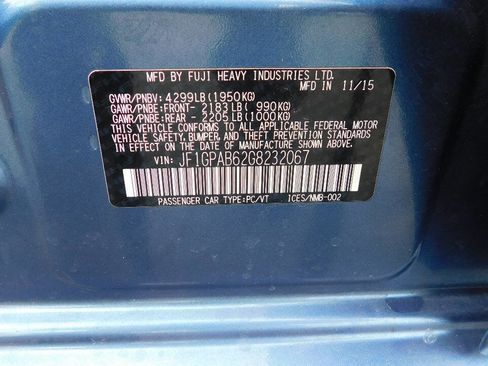 MFD BY FUJI HEAVY INDUSTRIES LTD.
MFD IN 11/15
GVWR/PNBV: 4299LB(1950KG)
GAWR/PNBE:FRONT- 2183LB( 990KG)
GAWR/PNBE:REAR - 2205LB(1000KG)
THIS VEHICLE CONFORMS TO ALL APPLICABLE FEDERAL MOTOR
VEHICLE SAFETY, BUMPER, AND THEFT PREVENTION STANDARDS
IN EFFECT ON THE DATE OF MANUFACTURE SHOWN ABOVE.
VIN: JF1GPAB62G8232067
PASSENGER CAR TYPE:PC/VT ICES/NMB-002